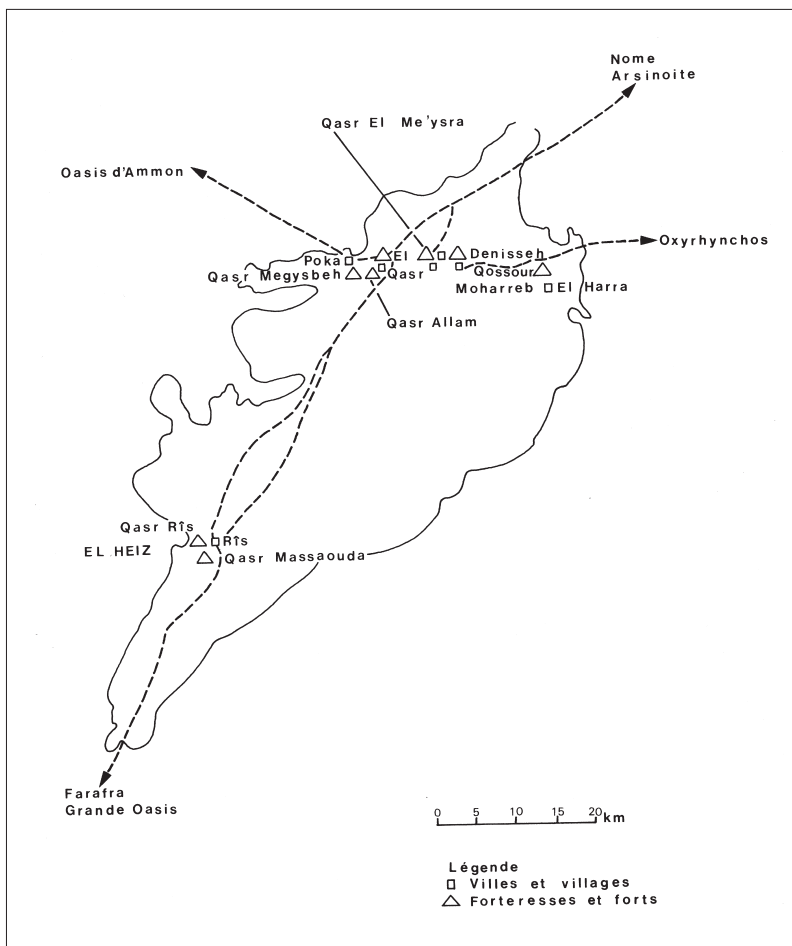 Nome
Arsinoite
Qasr El Me'ysra
Oasis d'Ammon
Oxyrhynchos
Poka
El
Denisseh
Qasr Megysbeh
Qasr
Qossour
Moharreb
El Harra
Qasr Allam
Qasr Rîs
Rîs
EL HEIZ
Qasr Massaouda
Farafra
Grande Oasis
0 5 10 15 20 km
Légende
Villes et villages
Forteresses et forts